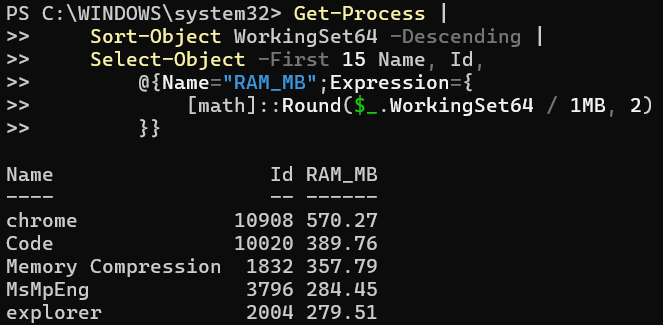 PS C:\WINDOWS\system32> Get-Process |
>>     Sort-Object WorkingSet64 -Descending |
>>     Select-Object -First 15 Name, Id,
>>         @{Name="RAM_MB";Expression={
>>             [math]::Round($_.WorkingSet64 / 1MB, 2)
>>         }}

Name                  Id RAM_MB
----                  -- ------
chrome             10908 570.27
Code               10020 389.76
Memory Compression  1832 357.79
MsMpEng             3796 284.45
explorer            2004 279.51